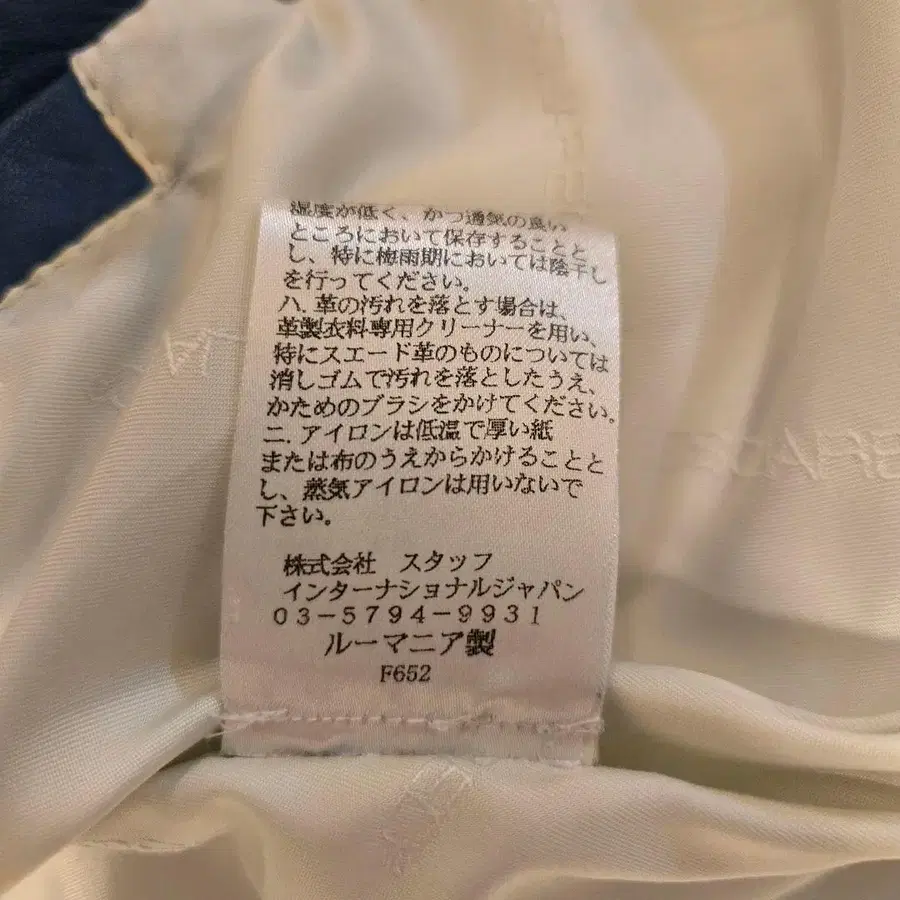 湿度が低く、かつ通気の良い
ところにおいて保存することと
し、特に梅雨期においては陰干し
を行ってください。
ハ．革の汚れを落とす場合は、
革製衣料専用クリーナーを用い、
特にスエード革のものについては
消しゴムで汚れを落としたうえ、
かためのブラシをかけてください。
ニ．アイロンは低温で厚い紙
または布のうえからかけることと
し、蒸気アイロンは用いないで
下さい。
株式会社　スタッフ
インターナショナルジャパン
０３－５７９４－９９３１
ルーマニア製
F652